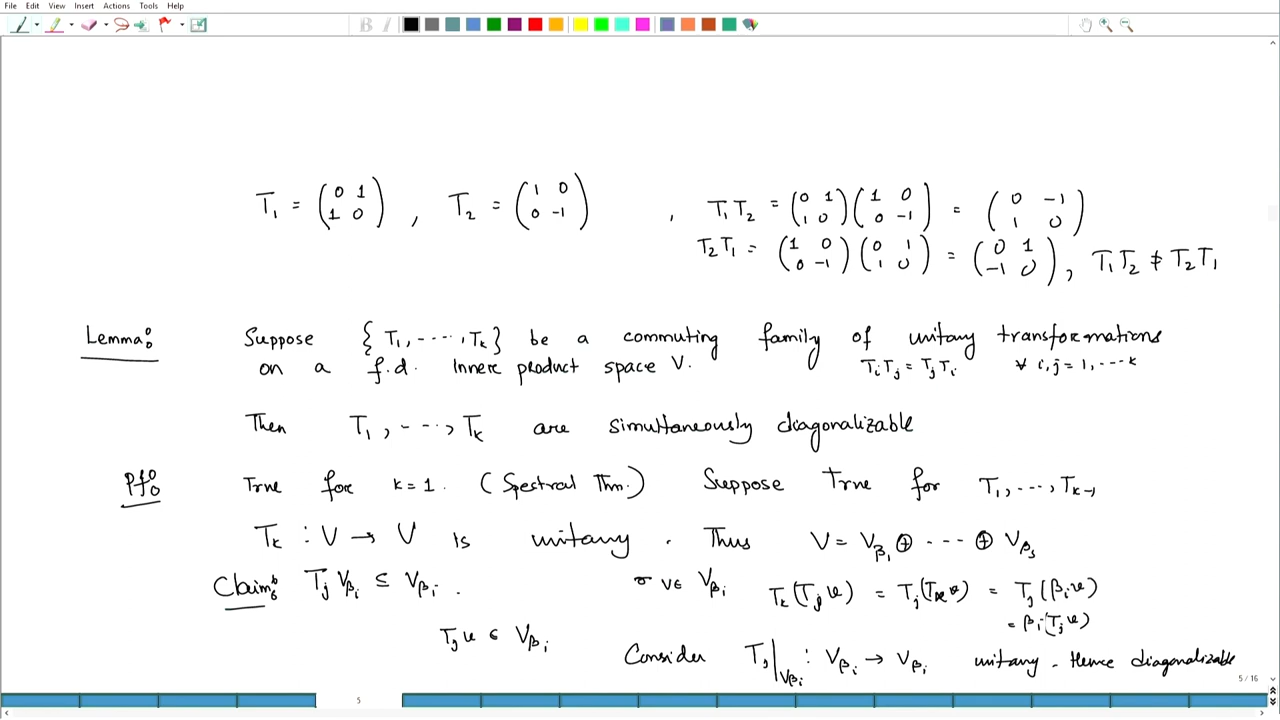 File Edit View Insert Actions Tools Help
T₁ = (0 1; 1 0) , T₂ = (1 0; 0 -1) , T₁T₂ = (0 1; 1 0)(1 0; 0 -1) = (0 -1; 1 0)
T₂T₁ = (1 0; 0 -1)(0 1; 1 0) = (0 1; -1 0), T₁T₂ ≠ T₂T₁
Lemma: Suppose {T₁, ----, Tₖ} be a commuting family of unitary transformations
on a f.d. inner product space V. TᵢTⱼ = TⱼTᵢ ∀ i,j = 1, --- k
Then T₁, ---, Tₖ are simultaneously diagonalizable
Pf: True for k=1. (Spectral Thm.) Suppose True for T₁, ---, Tₖ₋₁
Tₖ : V → V is unitary. Thus V = V_β₁ ⊕ --- ⊕ V_βₛ
Claim: Tⱼ V_βᵢ ⊆ V_βᵢ . v ∈ V_βᵢ Tₖ(Tⱼv) = Tⱼ(Tₖv) = Tⱼ(βᵢv)
= βᵢ(Tⱼv)
Tⱼv ∈ V_βᵢ
Consider Tⱼ|V_βᵢ : V_βᵢ → V_βᵢ unitary. Hence diagonalizable
5 / 16
5